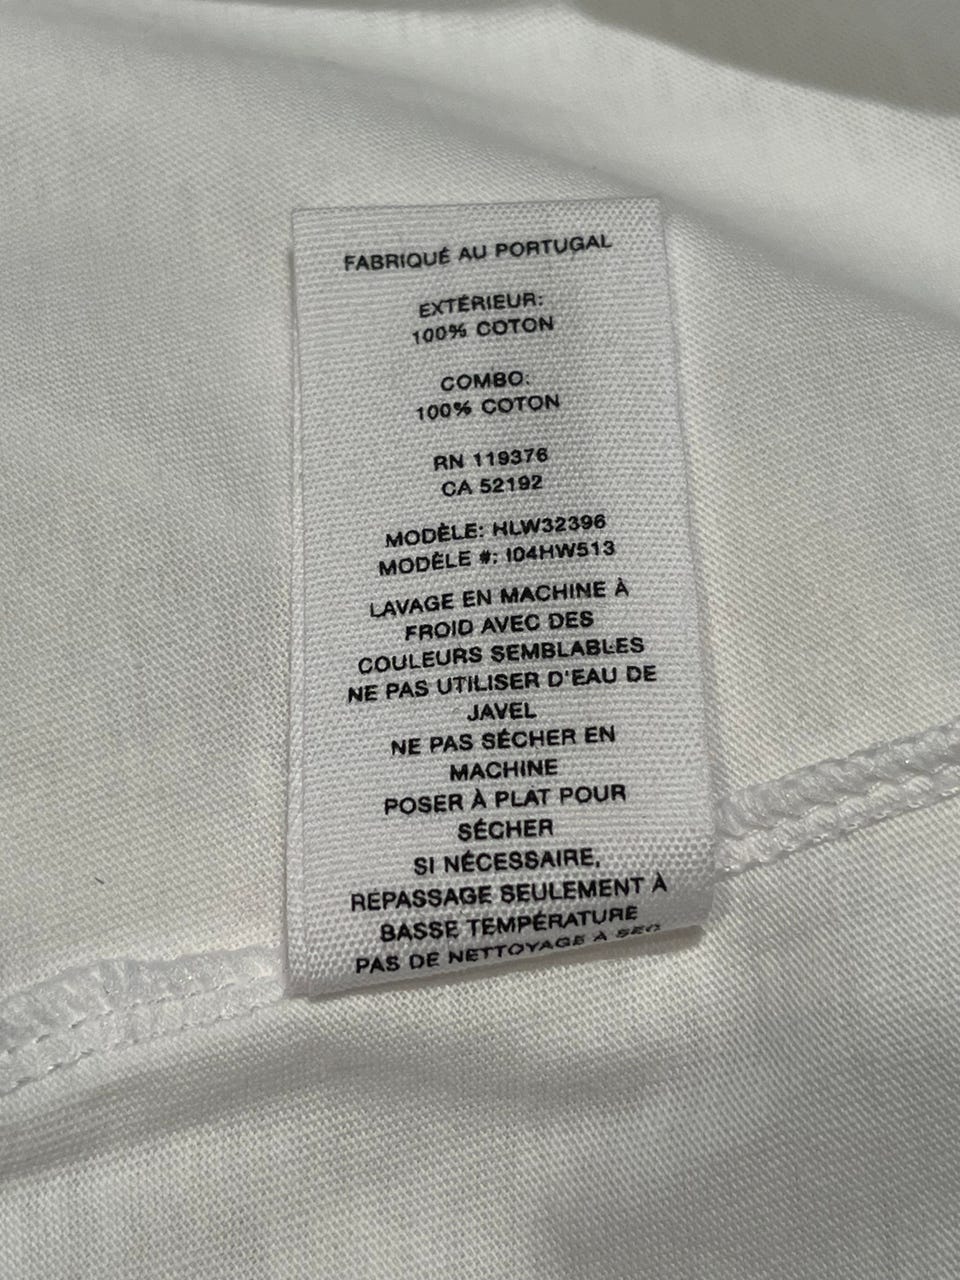 FABRIQUÉ AU PORTUGAL
EXTÉRIEUR:
100% COTON
COMBO:
100% COTON
RN 119376
CA 52192
MODÈLE: HLW32396
MODÈLE #: I04HW513
LAVAGE EN MACHINE À
FROID AVEC DES
COULEURS SEMBLABLES
NE PAS UTILISER D'EAU DE
JAVEL
NE PAS SÉCHER EN
MACHINE
POSER À PLAT POUR
SÉCHER
SI NÉCESSAIRE,
REPASSAGE SEULEMENT À
BASSE TEMPÉRATURE
PAS DE NETTOYAGE À SEC